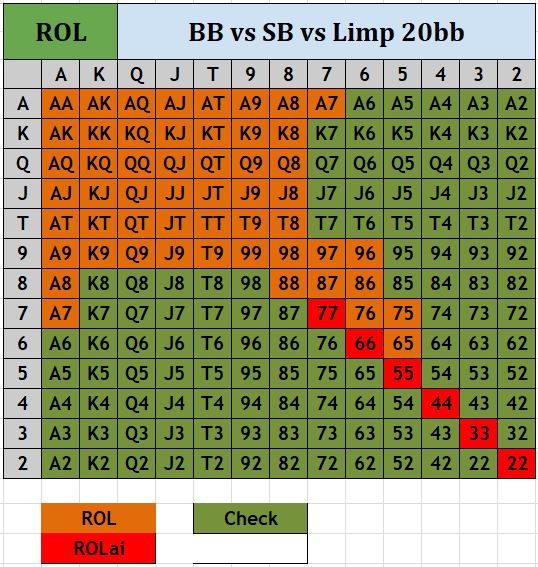 ROL BB vs SB vs Limp 20bb
A K Q J T 9 8 7 6 5 4 3 2
A AA AK AQ AJ AT A9 A8 A7 A6 A5 A4 A3 A2
K AK KK KQ KJ KT K9 K8 K7 K6 K5 K4 K3 K2
Q AQ KQ QQ QJ QT Q9 Q8 Q7 Q6 Q5 Q4 Q3 Q2
J AJ KJ QJ JJ JT J9 J8 J7 J6 J5 J4 J3 J2
T AT KT QT JT TT T9 T8 T7 T6 T5 T4 T3 T2
9 A9 K9 Q9 J9 T9 99 98 97 96 95 94 93 92
8 A8 K8 Q8 J8 T8 98 88 87 86 85 84 83 82
7 A7 K7 Q7 J7 T7 97 87 77 76 75 74 73 72
6 A6 K6 Q6 J6 T6 96 86 76 66 65 64 63 62
5 A5 K5 Q5 J5 T5 95 85 75 65 55 54 53 52
4 A4 K4 Q4 J4 T4 94 84 74 64 54 44 43 42
3 A3 K3 Q3 J3 T3 93 83 73 63 53 43 33 32
2 A2 K2 Q2 J2 T2 92 82 72 62 52 42 22 22
ROL Check
ROLai